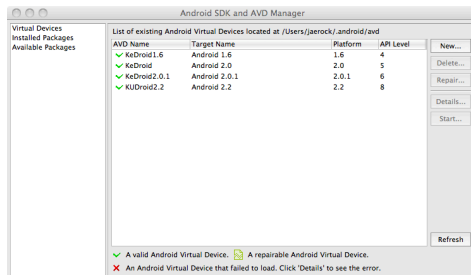 Android SDK and AVD Manager
Virtual Devices
Installed Packages
Available Packages
List of existing Android Virtual Devices located at /Users/jaerock/.android/avd
AVD Name Target Name Platform API Level
KeDroid1.6 Android 1.6 1.6 4
KeDroid Android 2.0 2.0 5
KeDroid2.0.1 Android 2.0.1 2.0.1 6
KUDroid2.2 Android 2.2 2.2 8
New...
Delete...
Repair...
Details...
Start...
Refresh
A valid Android Virtual Device. A repairable Android Virtual Device.
An Android Virtual Device that failed to load. Click 'Details' to see the error.